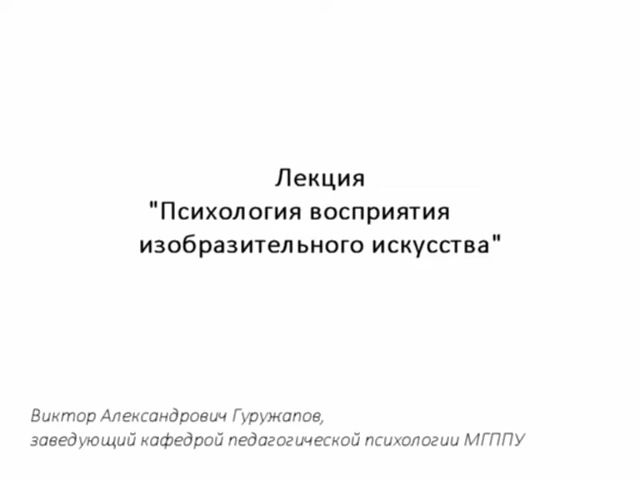 Лекция
"Психология восприятия
изобразительного искусства"
Виктор Александрович Гуружапов,
заведующий кафедрой педагогической психологии МГППУ